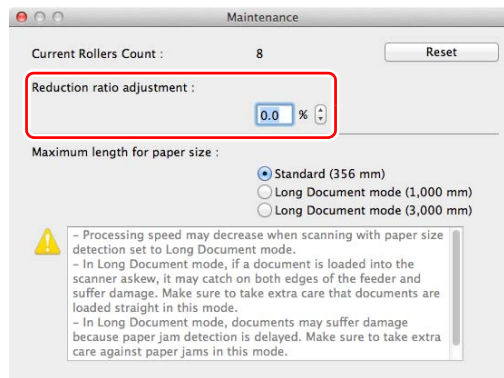 Maintenance
Current Rollers Count : 8 Reset
Reduction ratio adjustment :
0.0 %
Maximum length for paper size :
Standard (356 mm)
Long Document mode (1,000 mm)
Long Document mode (3,000 mm)
– Processing speed may decrease when scanning with paper size
detection set to Long Document mode.
– In Long Document mode, if a document is loaded into the
scanner askew, it may catch on both edges of the feeder and
suffer damage. Make sure to take extra care that documents are
loaded straight in this mode.
– In Long Document mode, documents may suffer damage
because paper jam detection is delayed. Make sure to take extra
care against paper jams in this mode.